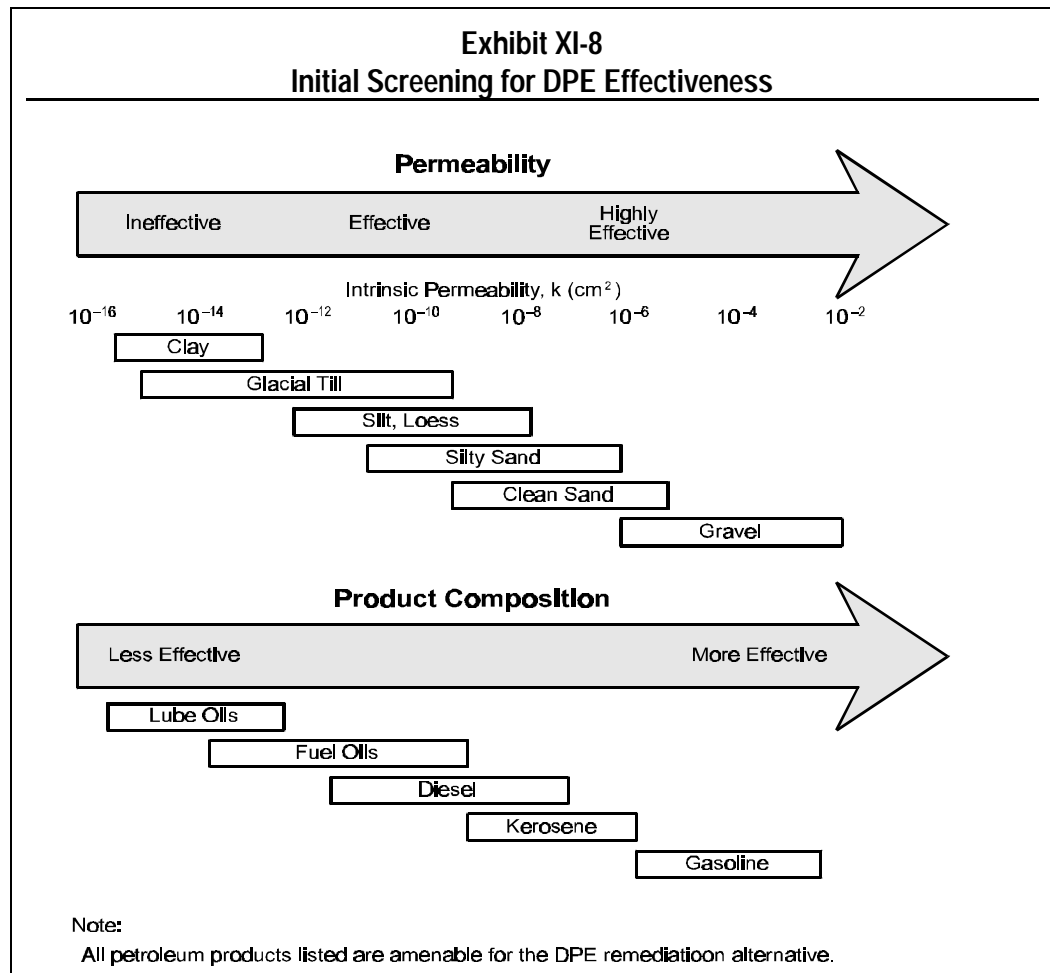 Exhibit XI-8
Initial Screening for DPE Effectiveness
Permeability
Ineffective Effective Highly Effective
Intrinsic Permeability, k (cm²)
10⁻¹⁶ 10⁻¹⁴ 10⁻¹² 10⁻¹⁰ 10⁻⁸ 10⁻⁶ 10⁻⁴ 10⁻²
Clay
Glacial Till
Silt, Loess
Silty Sand
Clean Sand
Gravel
Product Composition
Less Effective More Effective
Lube Oils
Fuel Oils
Diesel
Kerosene
Gasoline
Note:
All petroleum products listed are amenable for the DPE remediatioon alternative.